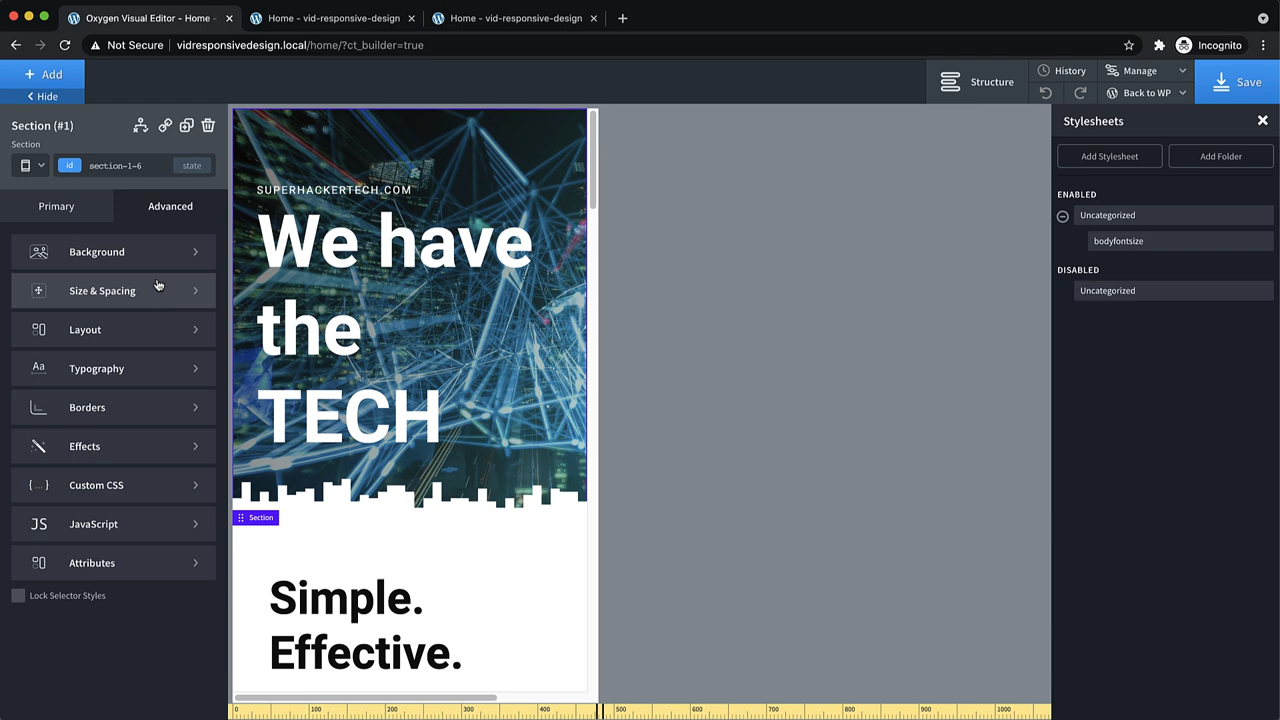 Oxygen Visual Editor - Home -
Home - vid-responsive-design
Home - vid-responsive-design
Not Secure
vidresponsivedesign.local/home/?ct_builder=true
Incognito
+ Add
< Hide
Structure
History
Manage
Back to WP
Save
Section (#1)
Section
id
section-1-6
state
Primary
Advanced
Background
Size & Spacing
Layout
Aa Typography
Borders
Effects
{...} Custom CSS
JS JavaScript
Attributes
Lock Selector Styles
SUPERHACKERTECH.COM
We have
the
TECH
Section
Simple.
Effective.
0 100 200 300 400 500 600 700 800 900 1000
Stylesheets
Add Stylesheet
Add Folder
ENABLED
Uncategorized
bodyfontsize
DISABLED
Uncategorized